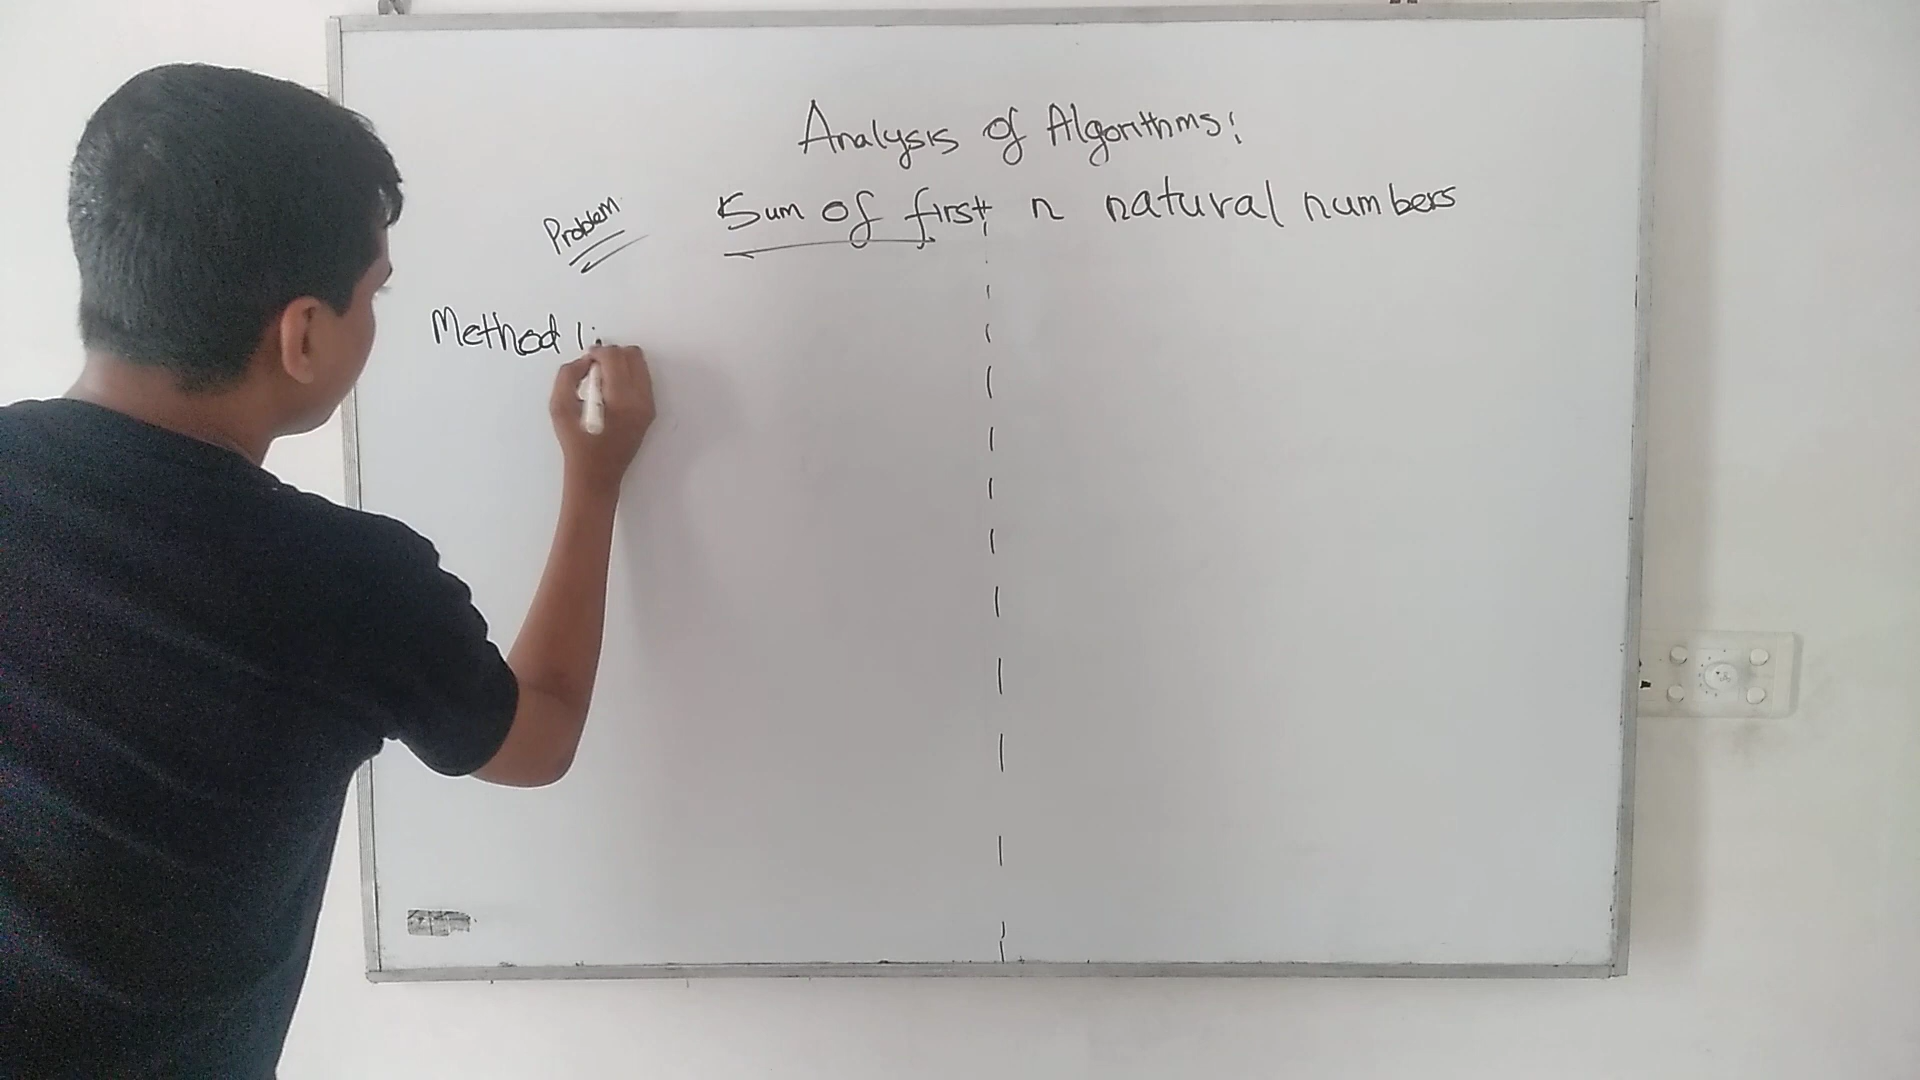 Analysis of Algorithms:
Problem Sum of first n natural numbers
Method 1: